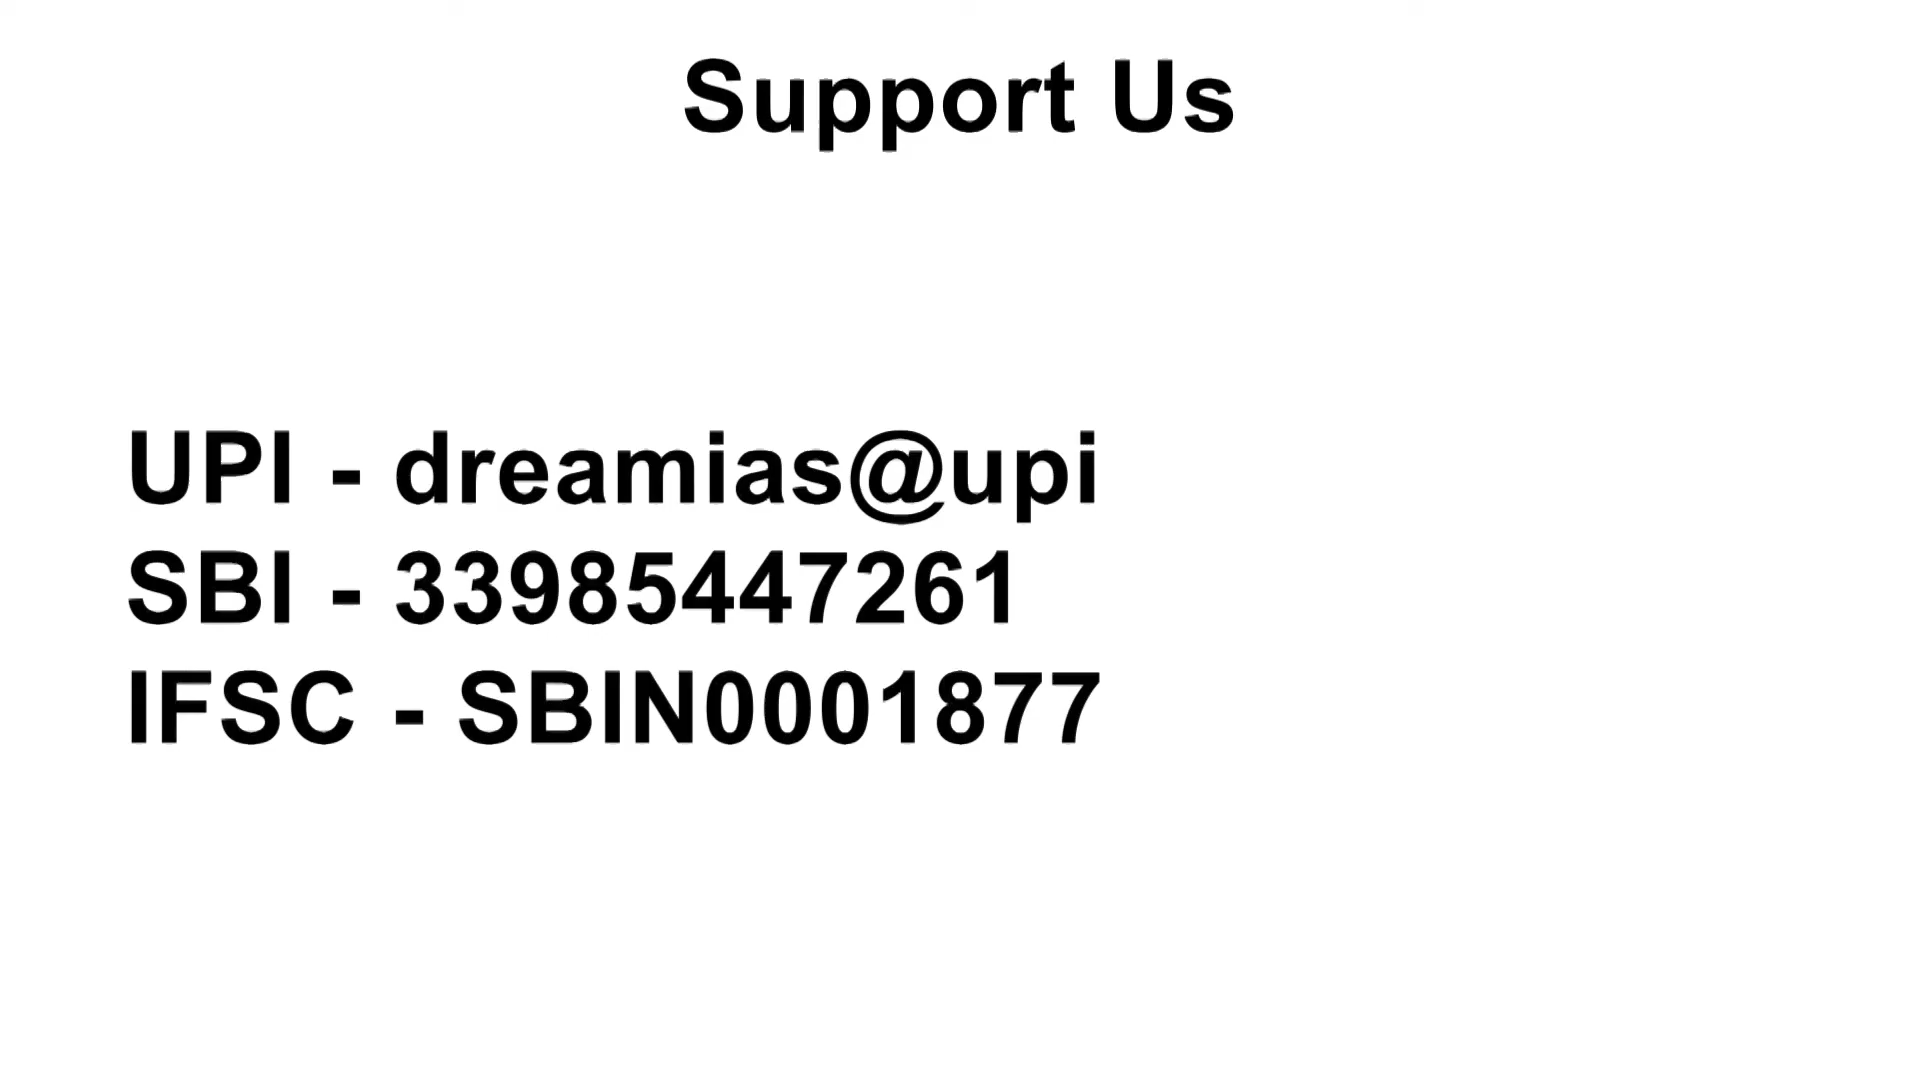 Support Us
UPI - dreamias@upi
SBI - 33985447261
IFSC - SBIN0001877